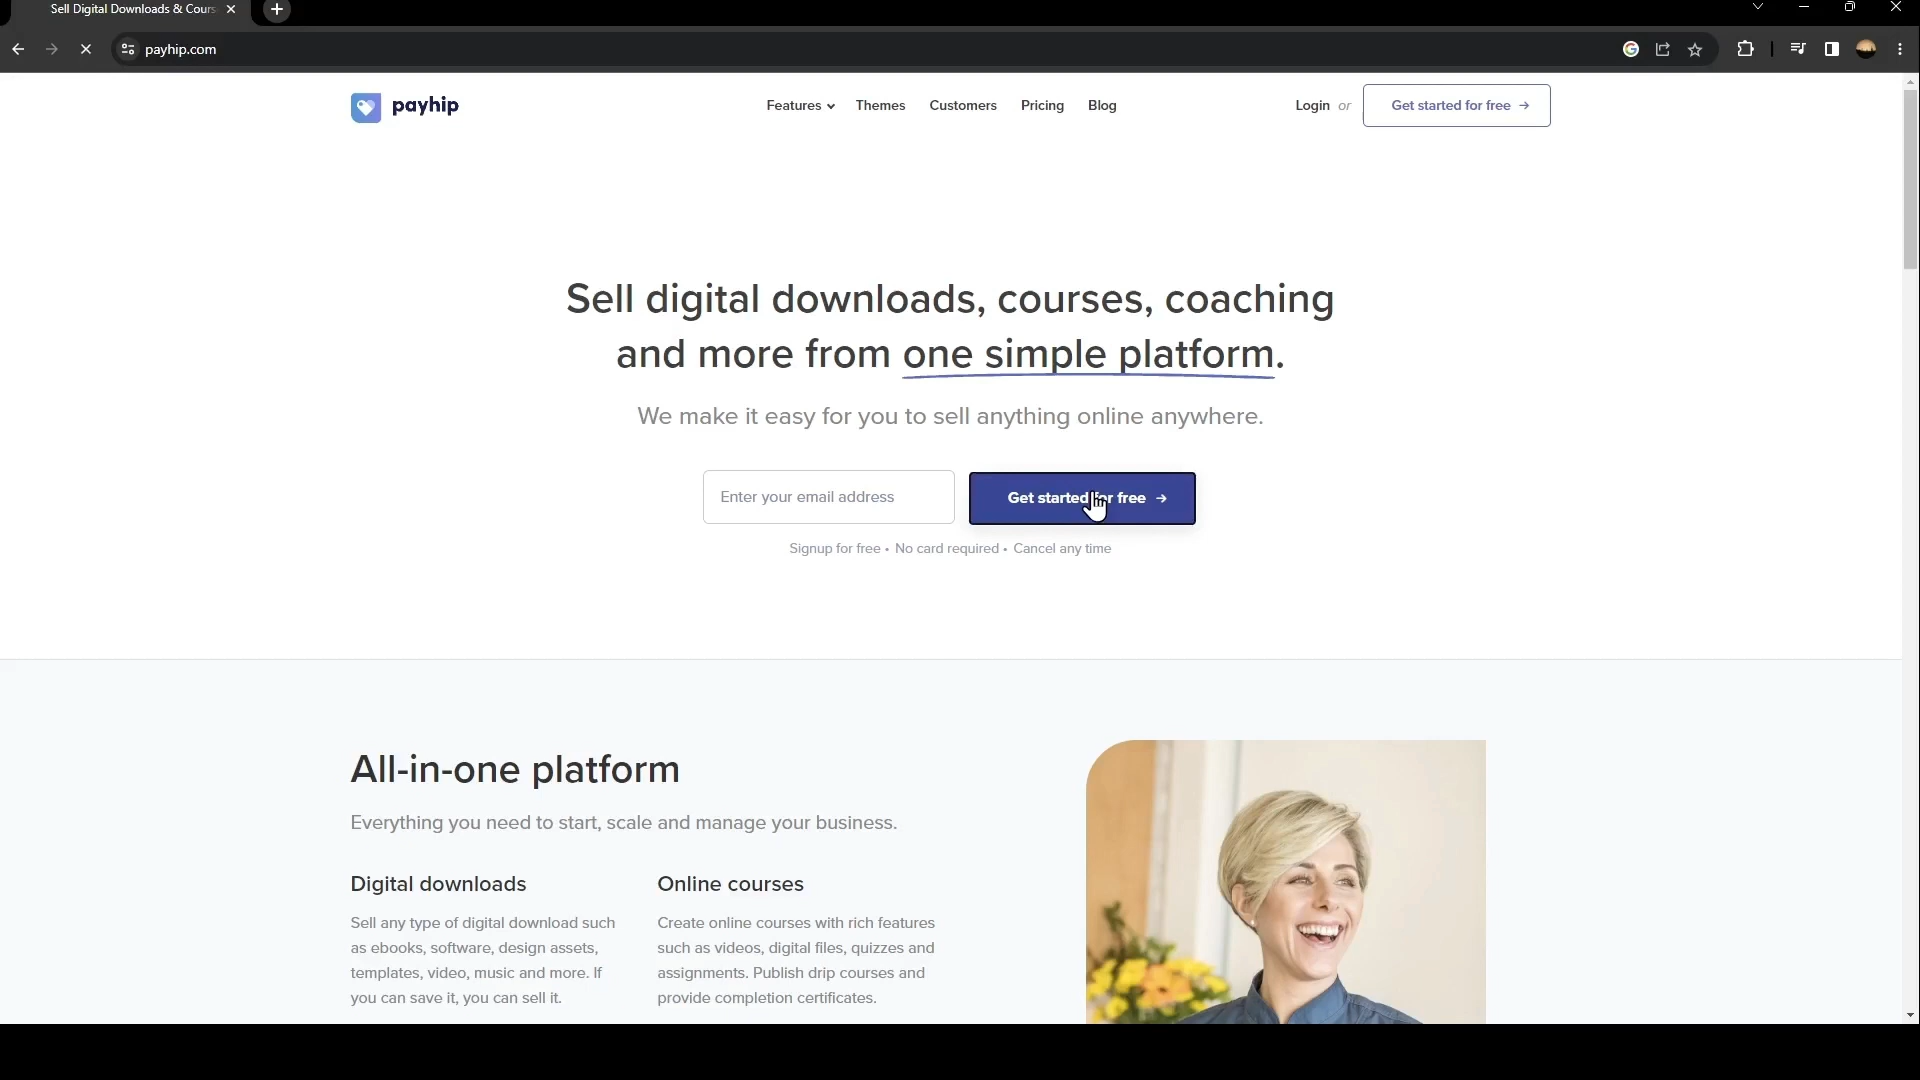 Sell Digital Downloads & Cours
payhip.com
payhip
Features
Themes
Customers
Pricing
Blog
Login or
Get started for free →
Sell digital downloads, courses, coaching
and more from one simple platform.
We make it easy for you to sell anything online anywhere.
Enter your email address
Get started for free →
Signup for free • No card required • Cancel any time
All-in-one platform
Everything you need to start, scale and manage your business.
Digital downloads
Sell any type of digital download such
as ebooks, software, design assets,
templates, video, music and more. If
you can save it, you can sell it.
Online courses
Create online courses with rich features
such as videos, digital files, quizzes and
assignments. Publish drip courses and
provide completion certificates.